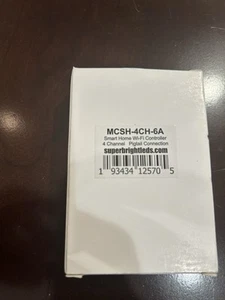 MCSH-4CH-6A
Smart Home Wi-Fi Controller
4 Channel Pigtail Connection
superbrightleds.com
1 93434 12570 5